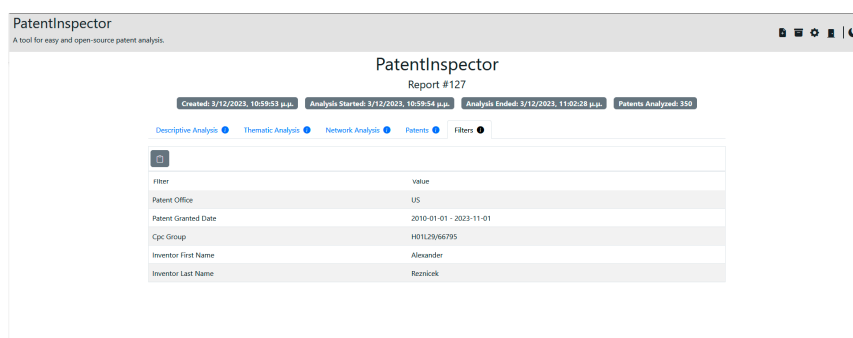 PatentInspector
A tool for easy and open-source patent analysis.
PatentInspector
Report #127
Created: 3/12/2023, 10:59:53 μ.μ. Analysis Started: 3/12/2023, 10:59:54 μ.μ. Analysis Ended: 3/12/2023, 11:02:28 μ.μ. Patents Analyzed: 350
Descriptive Analysis Thematic Analysis Network Analysis Patents Filters
Filter Value
Patent Office US
Patent Granted Date 2010-01-01 - 2023-11-01
Cpc Group H01L29/66795
Inventor First Name Alexander
Inventor Last Name Reznicek